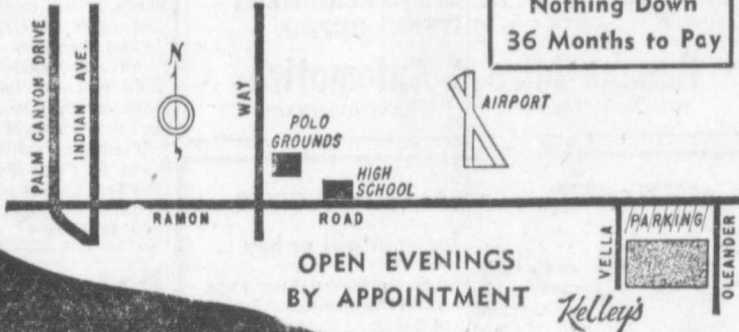 Nothing Down
36 Months to Pay
PALM CANYON DRIVE
INDIAN AVE.
N
WAY
POLO
GROUNDS
HIGH
SCHOOL
AIRPORT
RAMON ROAD
VELLA
PARKING
OLEANDER
OPEN EVENINGS
BY APPOINTMENT
Kelley's